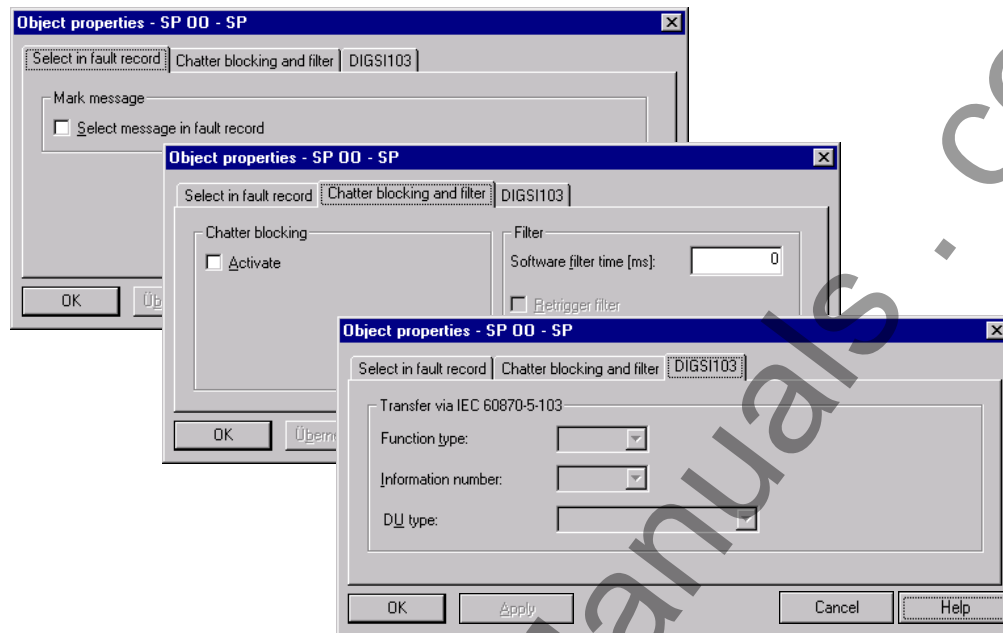 Object properties - SP OO - SP
Select in fault record Chatter blocking and filter DIGSI103
Mark message
Select message in fault record
OK
Object properties - SP OO - SP
Select in fault record Chatter blocking and filter DIGSI103
Chatter blocking
Activate
Filter
Software filter time [ms]: 0
Retrigger filter
OK
Object properties - SP OO - SP
Select in fault record Chatter blocking and filter DIGSI103
Transfer via IEC 60870-5-103
Function type:
Information number:
DU type:
OK Apply Cancel Help